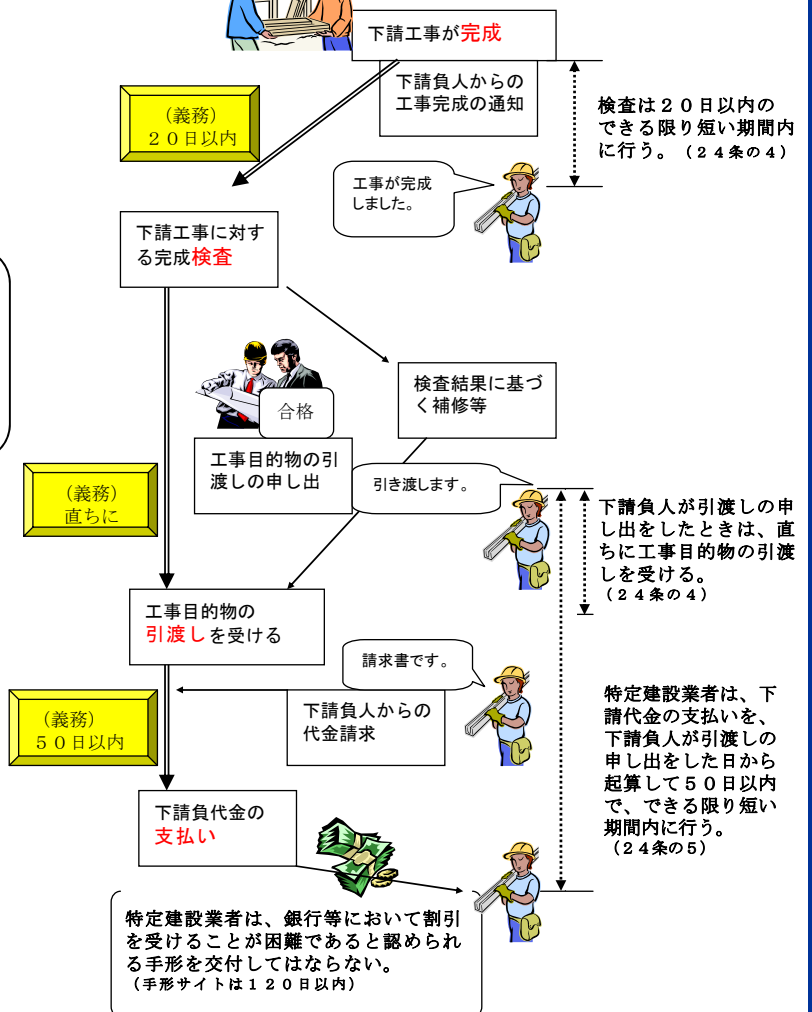 下請工事が完成
下請負人からの
工事完成の通知
（義務）
２０日以内
検査は２０日以内の
できる限り短い期間内
に行う。（２４条の４）
工事が完成
しました。
下請工事に対す
る完成検査
検査結果に基づ
く補修等
合格
工事目的物の引
渡しの申し出
引き渡します。
（義務）
直ちに
下請負人が引渡しの申
し出をしたときは、直
ちに工事目的物の引渡
しを受ける。
（２４条の４）
工事目的物の
引渡しを受ける
請求書です。
下請負人からの
代金請求
（義務）
５０日以内
特定建設業者は、下
請代金の支払いを、
下請負人が引渡しの
申し出をした日から
起算して５０日以内
で、できる限り短い
期間内に行う。
（２４条の５）
下請負代金の
支払い
特定建設業者は、銀行等において割引
を受けることが困難であると認められ
る手形を交付してはならない。
（手形サイトは１２０日以内）